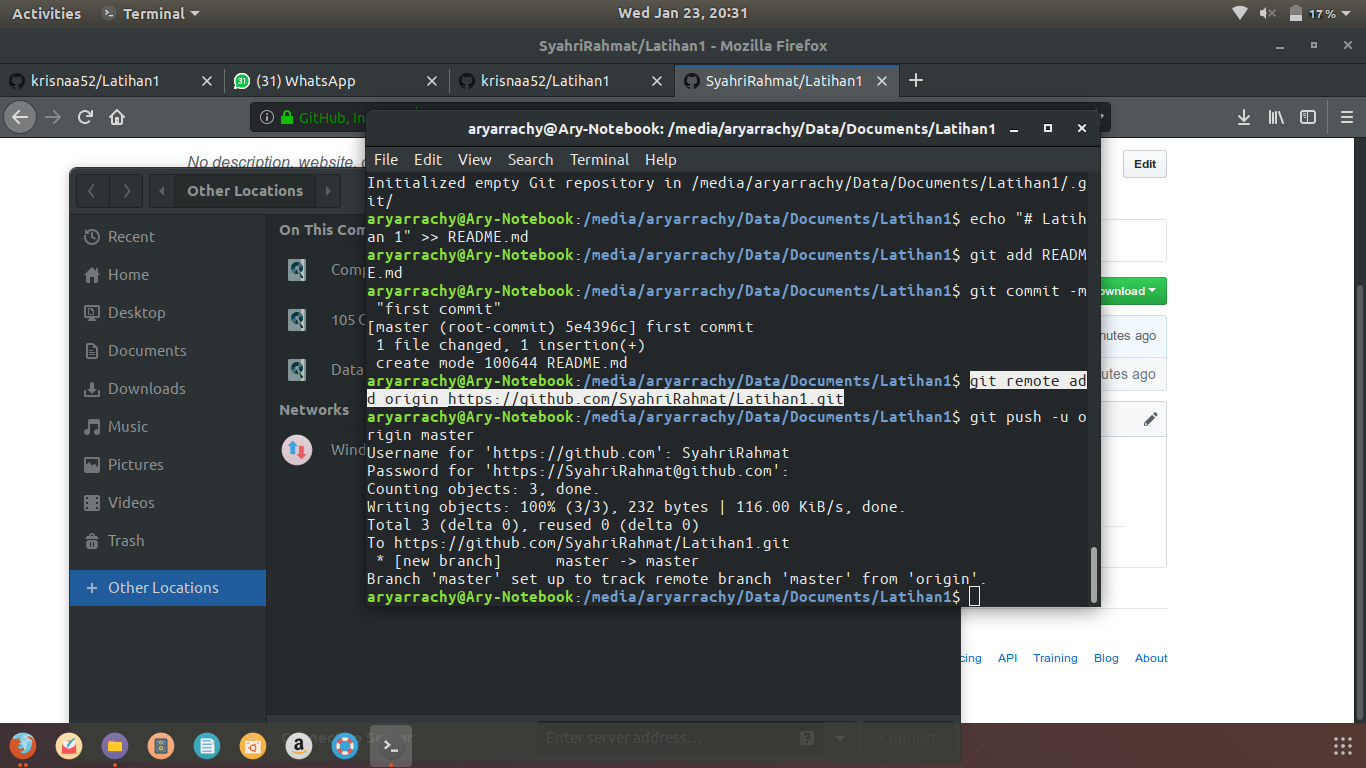 Activities
Terminal
Wed Jan 23, 20:31
17%
SyahriRahmat/Latihan1 - Mozilla Firefox
krisnaa52/Latihan1
(31) WhatsApp
krisnaa52/Latihan1
SyahriRahmat/Latihan1
GitHub, In
No description, website,
Edit
aryarrachy@Ary-Notebook: /media/aryarrachy/Data/Documents/Latihan1
File Edit View Search Terminal Help
Initialized empty Git repository in /media/aryarrachy/Data/Documents/Latihan1/.g
it/
aryarrachy@Ary-Notebook:/media/aryarrachy/Data/Documents/Latihan1$ echo "# Latih
an 1" >> README.md
aryarrachy@Ary-Notebook:/media/aryarrachy/Data/Documents/Latihan1$ git add READM
E.md
aryarrachy@Ary-Notebook:/media/aryarrachy/Data/Documents/Latihan1$ git commit -m
 "first commit"
[master (root-commit) 5e4396c] first commit
 1 file changed, 1 insertion(+)
 create mode 100644 README.md
aryarrachy@Ary-Notebook:/media/aryarrachy/Data/Documents/Latihan1$ git remote ad
d origin https://github.com/SyahriRahmat/Latihan1.git
aryarrachy@Ary-Notebook:/media/aryarrachy/Data/Documents/Latihan1$ git push -u o
rigin master
Username for 'https://github.com': SyahriRahmat
Password for 'https://SyahriRahmat@github.com':
Counting objects: 3, done.
Writing objects: 100% (3/3), 232 bytes | 116.00 KiB/s, done.
Total 3 (delta 0), reused 0 (delta 0)
To https://github.com/SyahriRahmat/Latihan1.git
 * [new branch]      master -> master
Branch 'master' set up to track remote branch 'master' from 'origin'.
aryarrachy@Ary-Notebook:/media/aryarrachy/Data/Documents/Latihan1$
Other Locations
Recent
Home
Desktop
Documents
Downloads
Music
Pictures
Videos
Trash
+ Other Locations
On This Com
Comp
105 G
Data
Networks
Wind
Enter server address...
Connect
ownload
nutes ago
utes ago
cing API Training Blog About